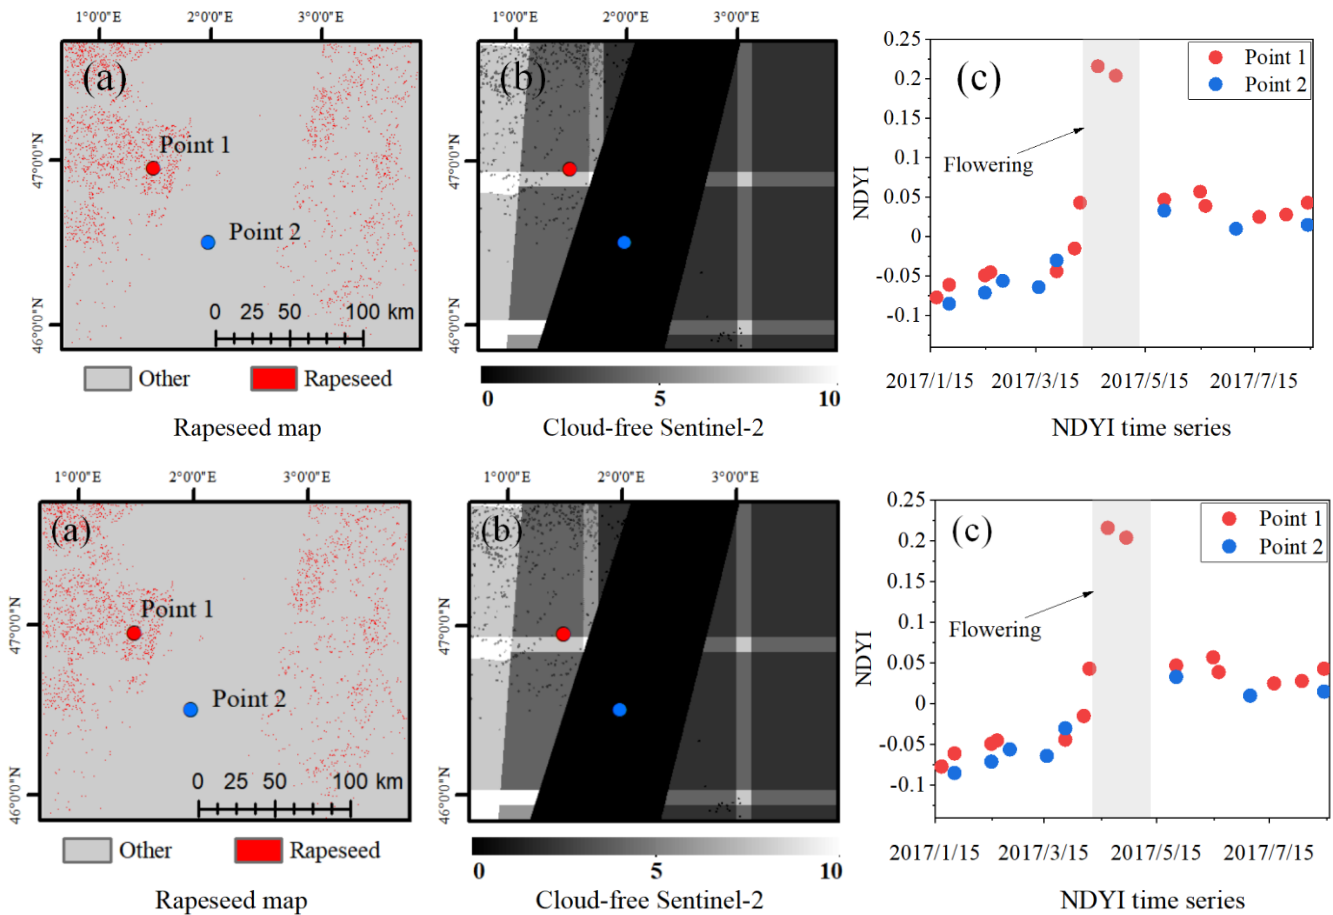 1°0'0"E 2°0'0"E 3°0'0"E 1°0'0"E 2°0'0"E 3°0'0"E
(a) (b) (c)
0.25
0.2
0.15
0.1
0.05
0
-0.05
-0.1
NDYI
Point 1
Point 2
Flowering
47°0'0"N
46°0'0"N
Point 1
Point 2
0 25 50 100 km
47°0'0"N
46°0'0"N
Other Rapeseed
0 5 10
2017/1/15 2017/3/15 2017/5/15 2017/7/15
Rapeseed map Cloud-free Sentinel-2 NDYI time series
1°0'0"E 2°0'0"E 3°0'0"E 1°0'0"E 2°0'0"E 3°0'0"E
(a) (b) (c)
0.25
0.2
0.15
0.1
0.05
0
-0.05
-0.1
NDYI
Point 1
Point 2
Flowering
47°0'0"N
46°0'0"N
Point 1
Point 2
0 25 50 100 km
47°0'0"N
46°0'0"N
Other Rapeseed
0 5 10
2017/1/15 2017/3/15 2017/5/15 2017/7/15
Rapeseed map Cloud-free Sentinel-2 NDYI time series